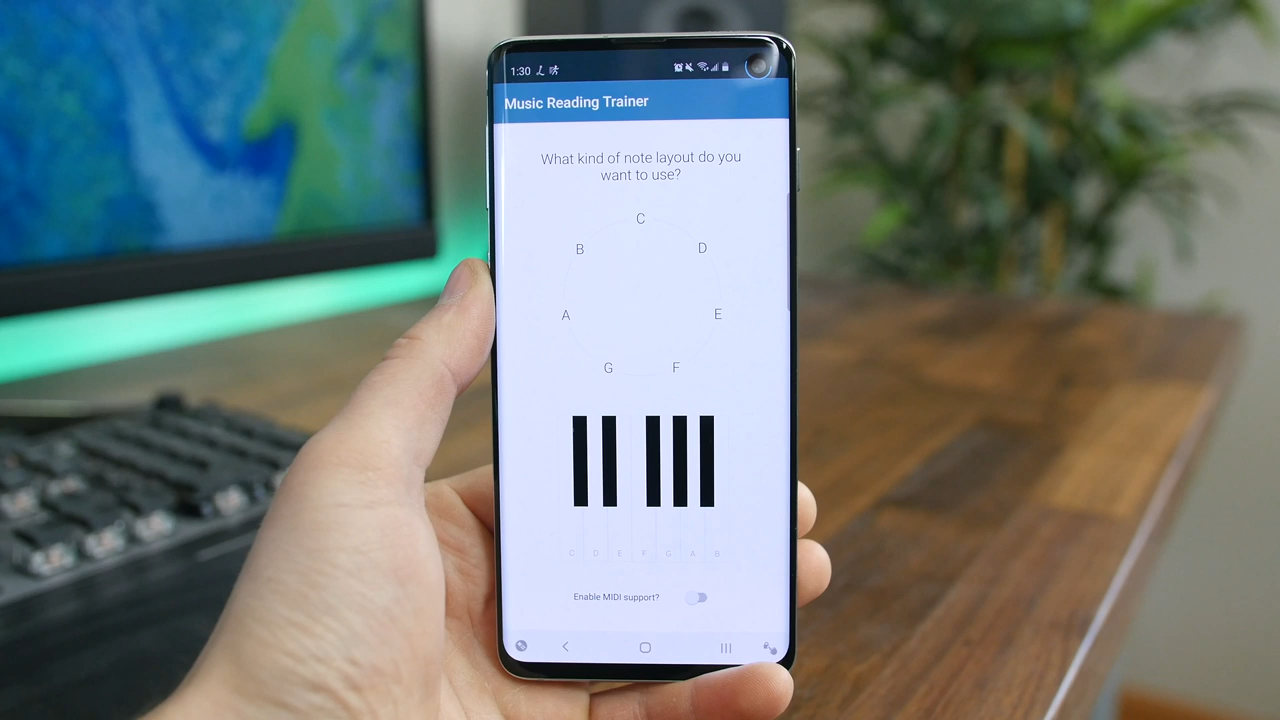 1:30
Music Reading Trainer
What kind of note layout do you
want to use?
C
B D
A E
G F
C D E F G A B
Enable MIDI support?